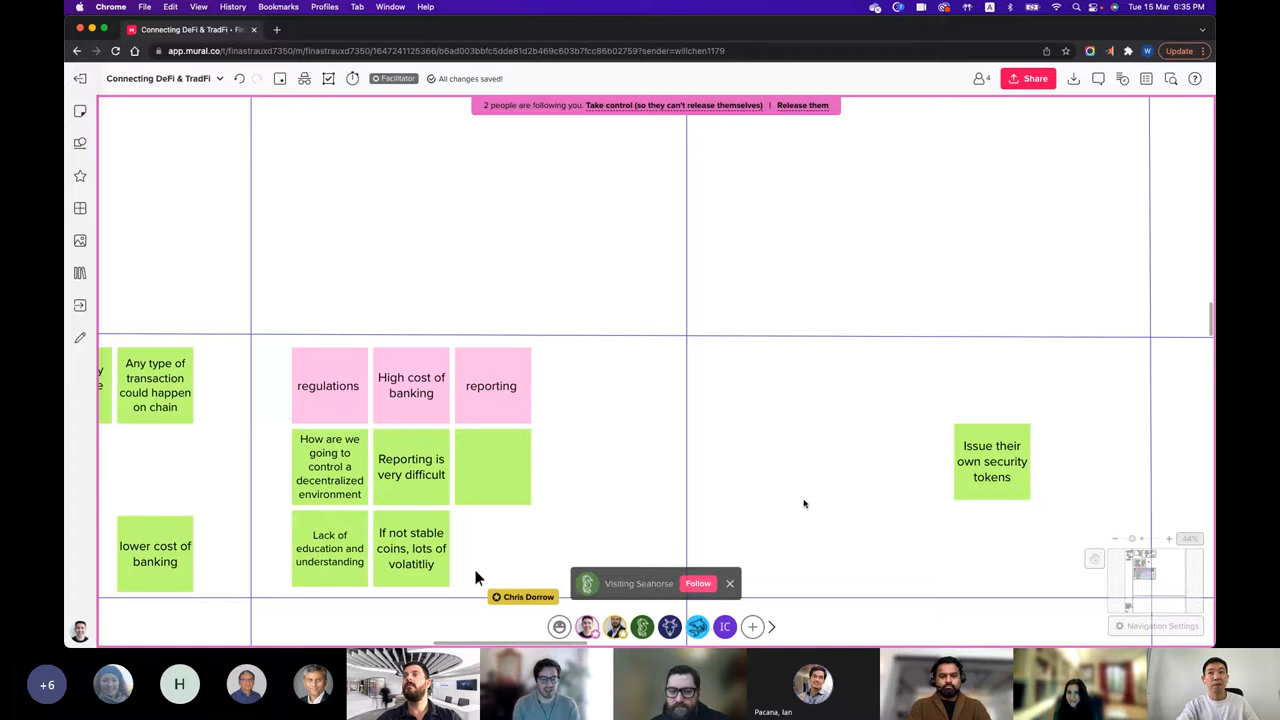 Chrome File Edit View History Bookmarks Profiles Tab Window Help
A
Tue 15 Mar 6:35 PM
Connecting DeFi & TradFi • Fin
app.mural.co/t/finastrauxd7350/m/finastrauxd7350/1647241125366/b6ad003bbfc5dde81d2b469c603b7fcc86b02759?sender=willchen1179
W
Update
Connecting DeFi & TradFi
Facilitator
All changes saved!
4
Share
2 people are following you. Take control (so they can't release themselves) | Release them
y
e
Any type of
transaction
could happen
on chain
regulations
High cost of
banking
reporting
How are we
going to
control a
decentralized
environment
Reporting is
very difficult
Issue their
own security
tokens
lower cost of
banking
Lack of
education and
understanding
If not stable
coins, lots of
volatitliy
44%
Visiting Seahorse
Follow
Chris Dorrow
IC
Navigation Settings
+6
H
Pacana, Ian